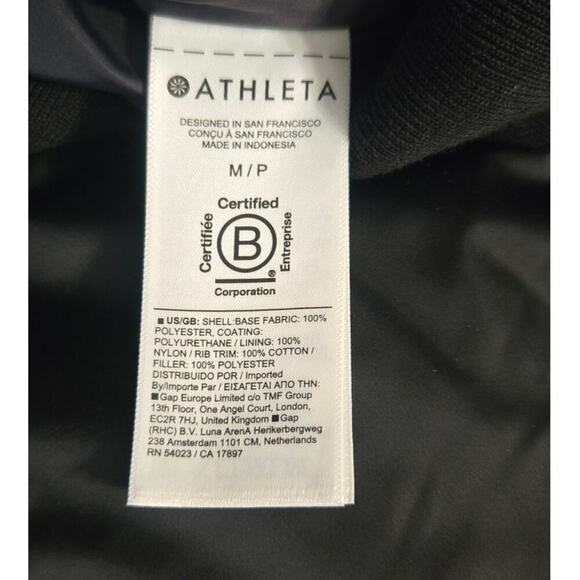 ATHLETA
DESIGNED IN SAN FRANCISCO
CONÇU À SAN FRANCISCO
MADE IN INDONESIA
M / P
Certified
Certifiée
B
Entreprise
®
Corporation
■ US/GB: SHELL:BASE FABRIC: 100%
POLYESTER, COATING:
POLYURETHANE / LINING: 100%
NYLON / RIB TRIM: 100% COTTON /
FILLER: 100% POLYESTER
DISTRIBUIDO POR / Imported
By/Importe Par / ΕΙΣΑΓΕΤΑΙ ΑΠΟ ΤΗΝ:
■Gap Europe Limited c/o TMF Group
13th Floor, One Angel Court, London,
EC2R 7HJ, United Kingdom ■Gap
(RHC) B.V. Luna ArenA Herikerbergweg
238 Amsterdam 1101 CM, Netherlands
RN 54023 / CA 17897